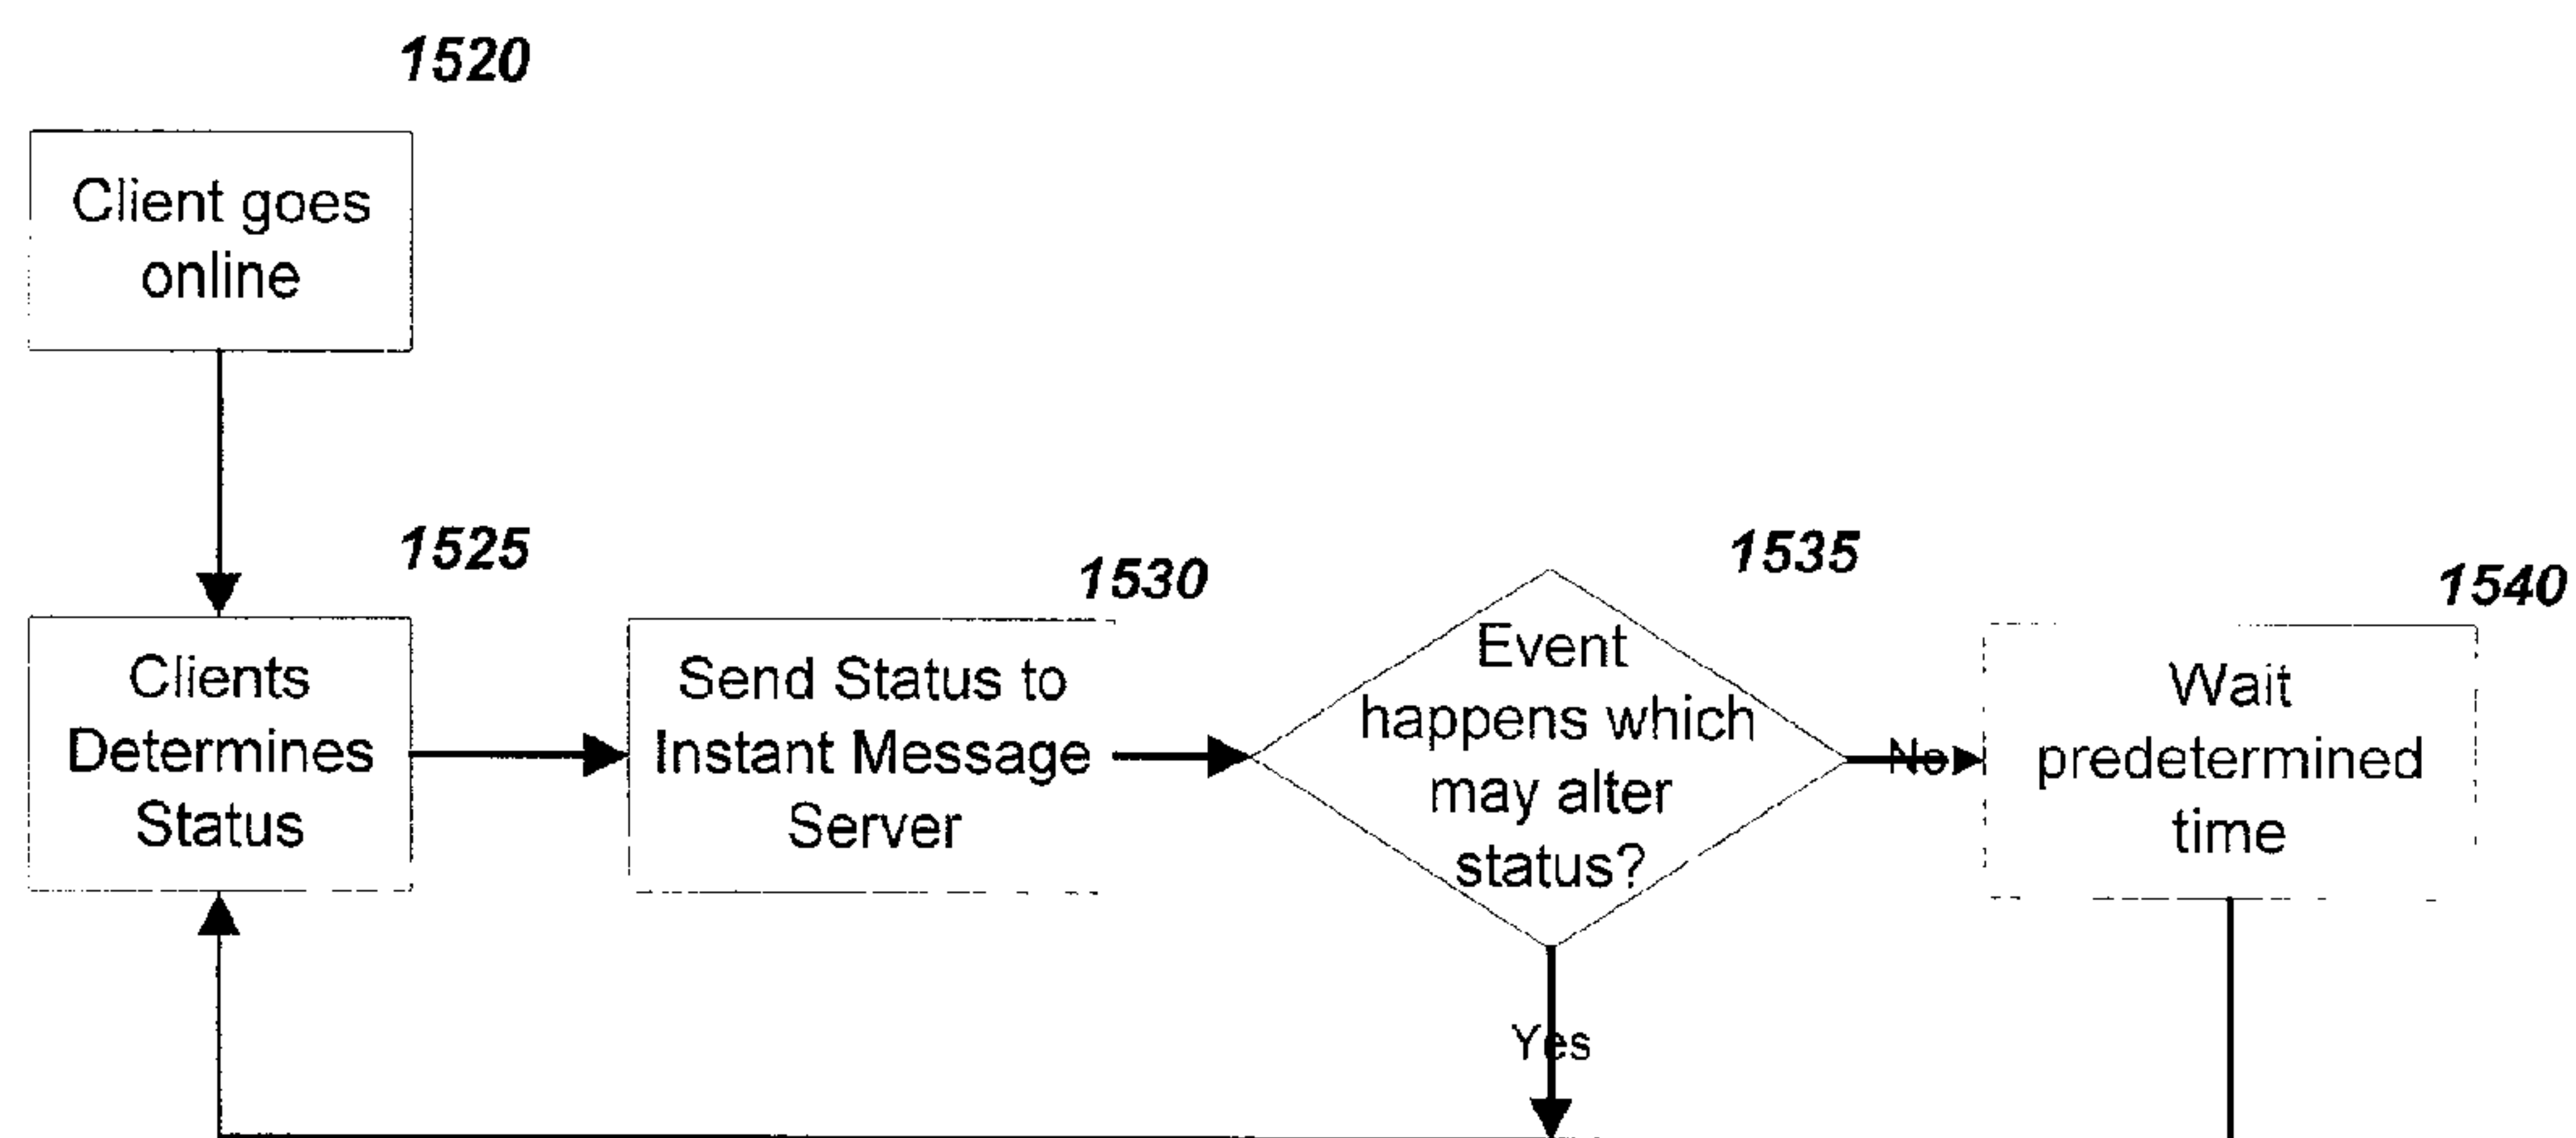 1520
Client goes
online
1525
Clients
Determines
Status
1530
Send Status to
Instant Message
Server
1535
Event
happens which
may alter
status?
No
Yes
1540
Wait
predetermined
time